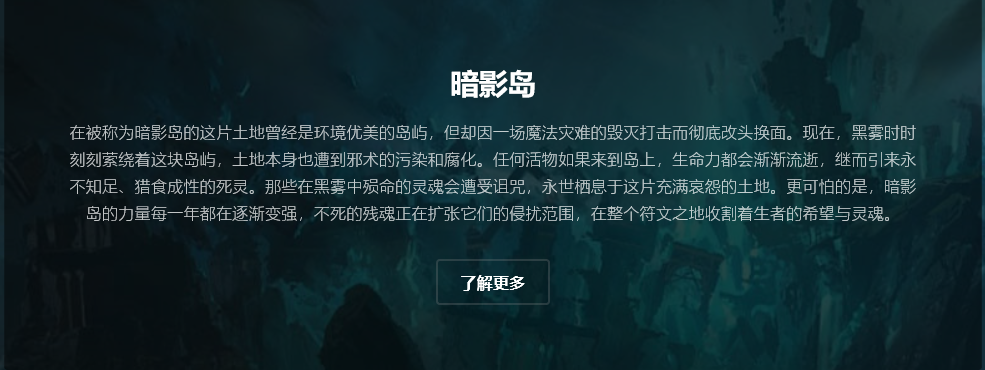 暗影岛
在被称为暗影岛的这片土地曾经是环境优美的岛屿，但却因一场魔法灾难的毁灭打击而彻底改头换面。现在，黑雾时时
刻刻萦绕着这块岛屿，土地本身也遭到邪术的污染和腐化。任何活物如果来到岛上，生命力都会渐渐流逝，继而引来永
不知足、猎食成性的死灵。那些在黑雾中殒命的灵魂会遭受诅咒，永世栖息于这片充满哀怨的土地。更可怕的是，暗影
岛的力量每一年都在逐渐变强，不死的残魂正在扩张它们的侵扰范围，在整个符文之地收割着生者的希望与灵魂。
了解更多